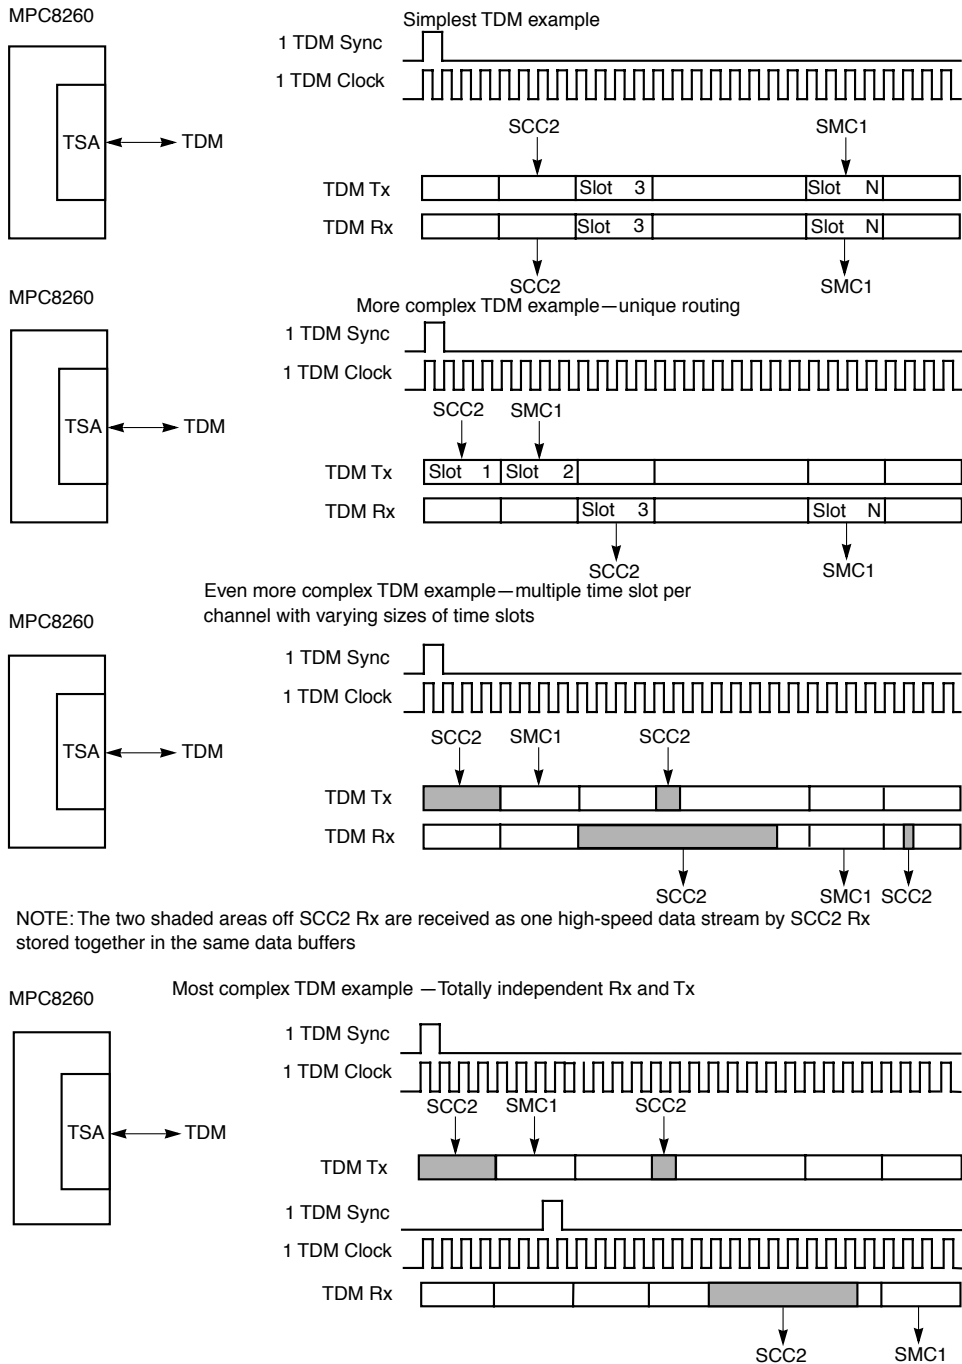 MPC8260
Simplest TDM example
1 TDM Sync
1 TDM Clock
TSA
TDM
SCC2 SMC1
TDM Tx Slot 3 Slot N
TDM Rx Slot 3 Slot N
SCC2 SMC1
MPC8260
More complex TDM example—unique routing
1 TDM Sync
1 TDM Clock
SCC2 SMC1
TSA
TDM
TDM Tx Slot 1 Slot 2
TDM Rx Slot 3 Slot N
SCC2 SMC1
Even more complex TDM example—multiple time slot per
channel with varying sizes of time slots
MPC8260
1 TDM Sync
1 TDM Clock
SCC2 SMC1 SCC2
TSA
TDM
TDM Tx
TDM Rx
SCC2 SMC1 SCC2
NOTE: The two shaded areas off SCC2 Rx are received as one high-speed data stream by SCC2 Rx
stored together in the same data buffers
Most complex TDM example —Totally independent Rx and Tx
MPC8260
1 TDM Sync
1 TDM Clock
SCC2 SMC1 SCC2
TSA
TDM
TDM Tx
1 TDM Sync
1 TDM Clock
TDM Rx
SCC2 SMC1